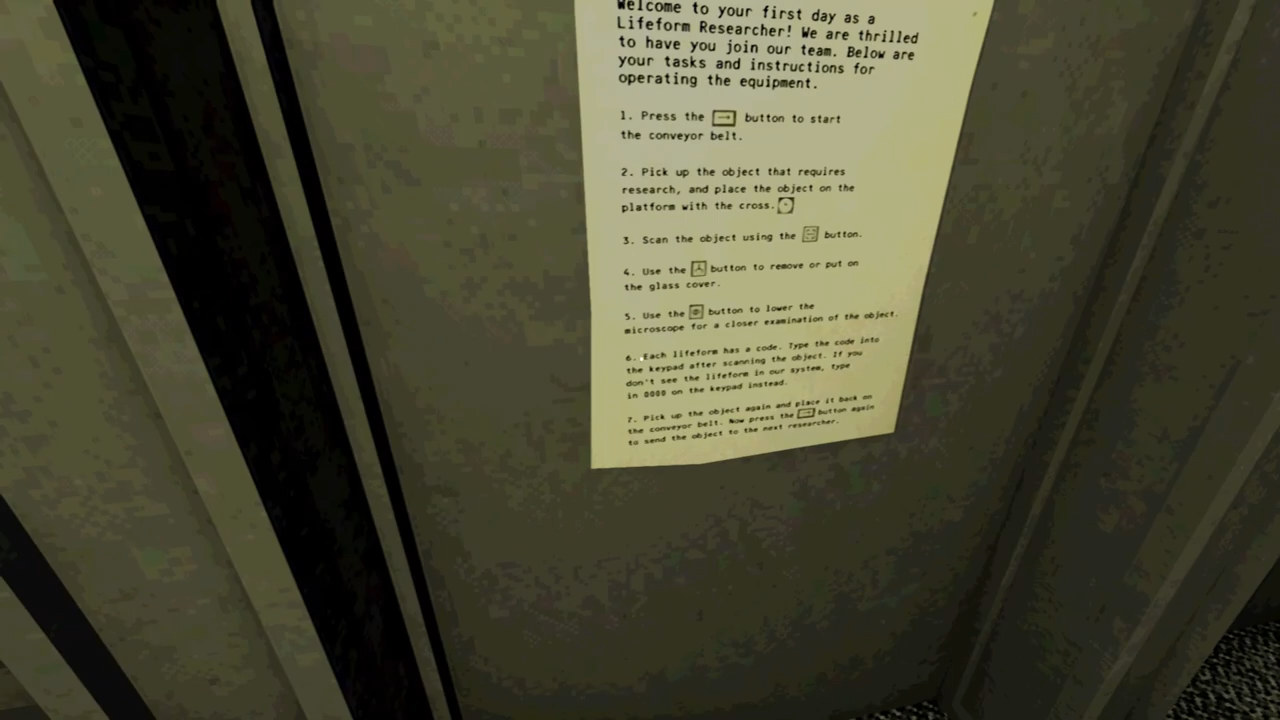 Welcome to your first day as a
Lifeform Researcher! We are thrilled
to have you join our team. Below are
your tasks and instructions for
operating the equipment.
1. Press the button to start
the conveyor belt.
2. Pick up the object that requires
research, and place the object on the
platform with the cross.
3. Scan the object using the button.
4. Use the button to remove or put on
the glass cover.
5. Use the button to lower the
microscope for a closer examination of the object.
6. Each lifeform has a code. Type the code into
the keypad after scanning the object. If you
don't see the lifeform in our system, type
in 0000 on the keypad instead.
7. Pick up the object again and place it back on
the conveyor belt. Now press the button again
to send the object to the next researcher.